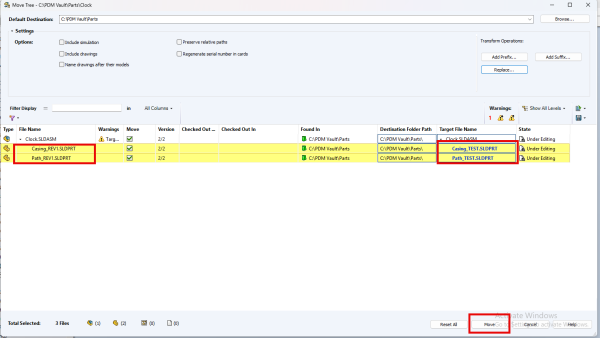 Move Tree - C:\PDM Vault\Parts\Clock
Default Destination: C:\PDM Vault\Parts Browse...
Settings
Options: Include simulation Preserve relative paths Transform Operations:
Include drawings Regenerate serial number in cards Add Prefix... Add Suffix...
Name drawings after their models Replace...
Filter Display in All Columns Warnings: Show All Levels
1
Type File Name Warnings Move Version Checked Out ... Checked Out In Found In Destination Folder Path Target File Name State
Clock.SLDASM Targ... 2/2 C:\PDM Vault\Parts C:\PDM Vault\Parts\ Clock.SLDASM Under Editing
Casing_REV1.SLDPRT 2/2 C:\PDM Vault\Parts C:\PDM Vault\Parts\ Casing_TEST.SLDPRT Under Editing
Path_REV1.SLDPRT 2/2 C:\PDM Vault\Parts C:\PDM Vault\Parts\ Path_TEST.SLDPRT Under Editing
Total Selected: 3 Files (1) (2) (0) (0) Reset All Move Cancel Help